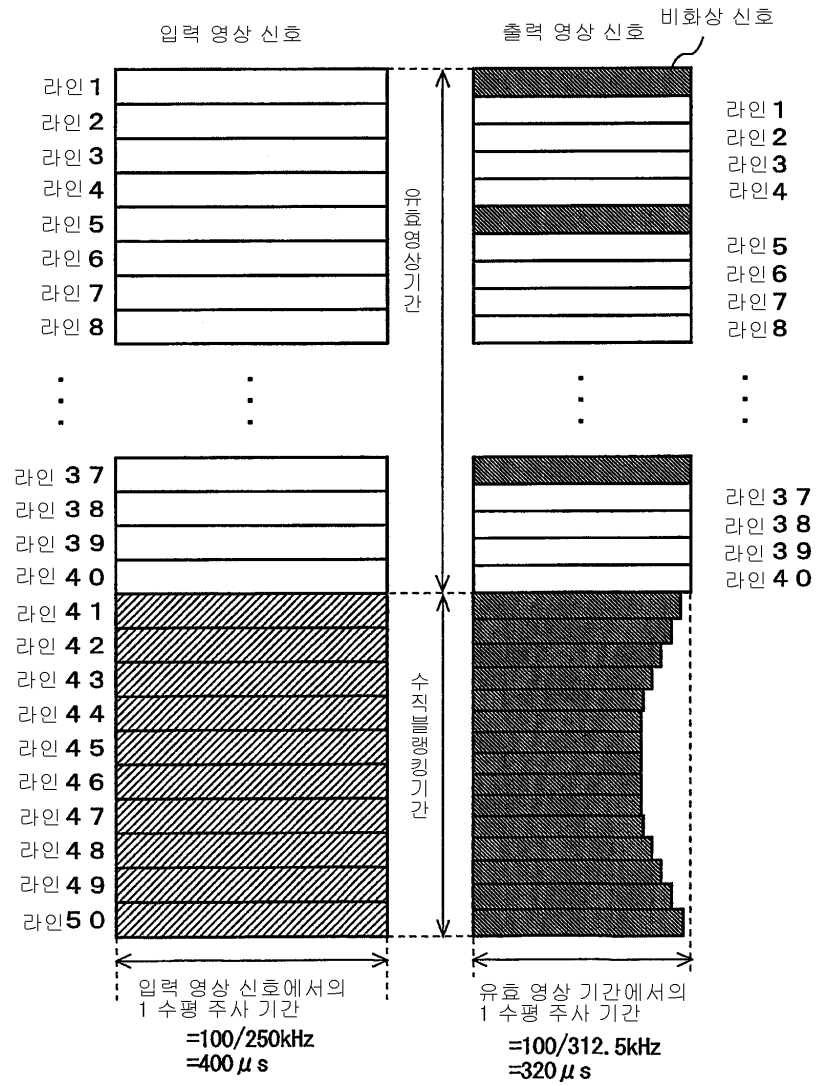 입력 영상 신호
출력 영상 신호
비화상 신호
라인 1
라인 2
라인 3
라인 4
라인 5
라인 6
라인 7
라인 8
라인 37
라인 38
라인 39
라인 40
라인 41
라인 42
라인 43
라인 44
라인 45
라인 46
라인 47
라인 48
라인 49
라인 50
유효영상기간
수직블랭킹기간
라인 1
라인 2
라인 3
라인 4
라인 5
라인 6
라인 7
라인 8
라인 37
라인 38
라인 39
라인 40
입력 영상 신호에서의
1 수평 주사 기간
=100/250kHz
=400μs
유효 영상 기간에서의
1 수평 주사 기간
=100/312.5kHz
=320μs